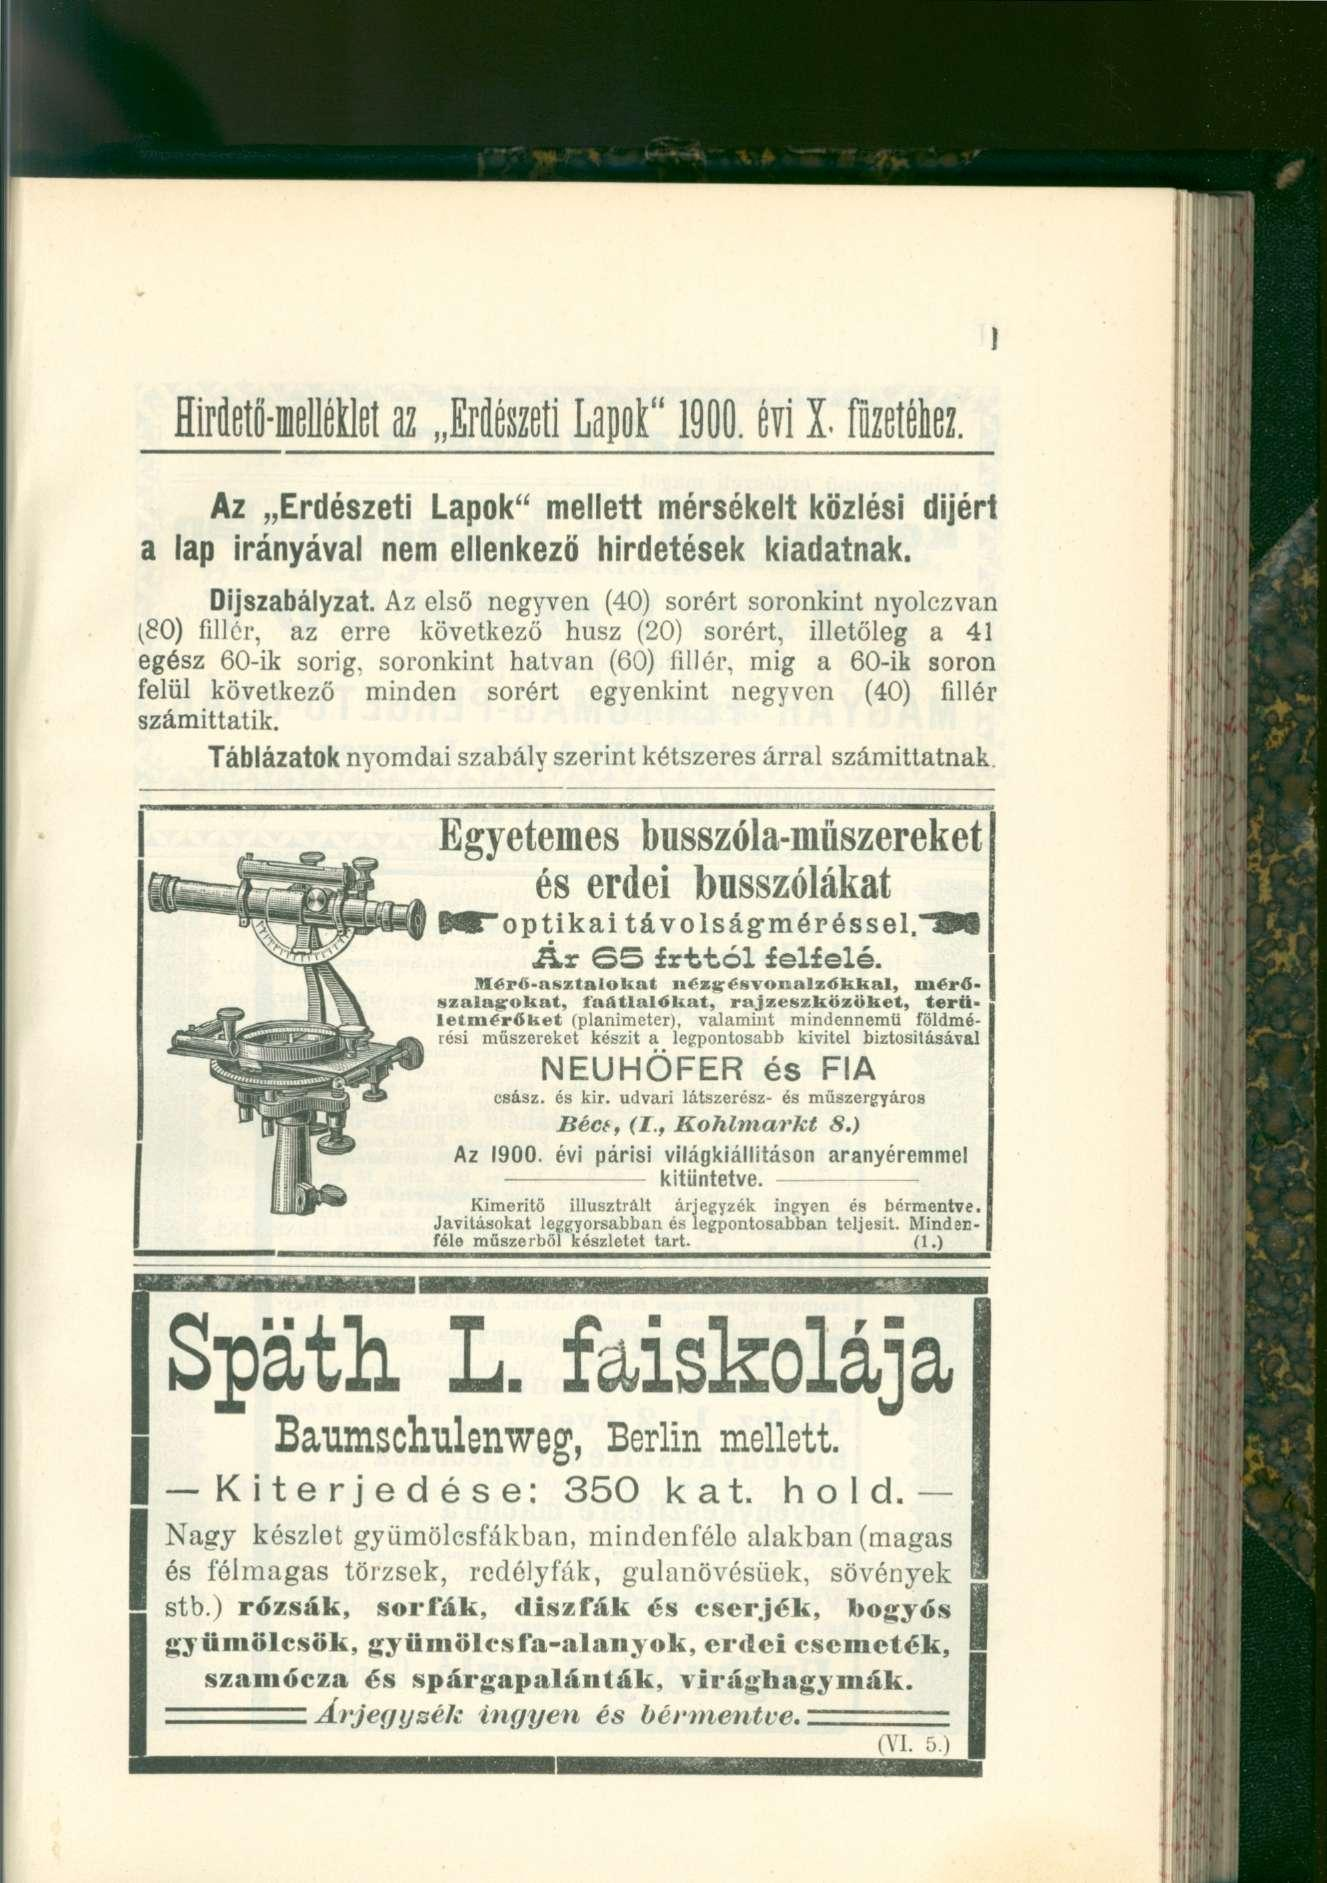 Hirdető-melléklet az „Erdészeti Lapok“ 1900. évi X. füzetéhez.
Az „Erdészeti Lapok“ mellett mérsékelt közlési dijért
a lap irányával nem ellenkező hirdetések kiadatnak.
Dijszabályzat. Az első negyven (40) sorért soronkint nyolczvan
(80) fillér, az erre következő husz (20) sorért, illetőleg a 41
egész 60-ik sorig, soronkint hatvan (60) fillér, mig a 60-ik soron
felül következő minden sorért egyenkint negyven (40) fillér
számittatik.
Táblázatok nyomdai szabály szerint kétszeres árral számittatnak.
Egyetemes busszóla-müszereket
és erdei busszólákat
optikai távolságméréssel.
Ár 65 frttól felfelé.
Mérő-asztalokat nézgésvonalzókkal, mérő-
szalagokat, faátlalókat, rajzeszközöket, terü-
letmérőket (planimeter), valamint mindennemü földmé-
rési müszereket készit a legpontosabb kivitel biztositásával
NEUHÖFER és FIA
csász. és kir. udvari látszerész- és müszergyáros
Bécs, (I., Kohlmarkt 8.)
Az 1900. évi párisi világkiállitáson aranyéremmel
kitüntetve.
Kimeritő illusztrált árjegyzék ingyen és bérmentve.
Javitásokat leggyorsabban és legpontosabban teljesit. Minden-
féle müszerből készletet tart. (1.)
Späth L. faiskolája
Baumschulenweg, Berlin mellett.
— Kiterjedése: 350 kat. hold. —
Nagy készlet gyümölcsfákban, mindenféle alakban (magas
és félmagas törzsek, redélyfák, gulanövésüek, sövények
stb.) rózsák, sorfák, diszfák és cserjék, bogyós
gyümölcsök, gyümölcsfa-alanyok, erdei csemeték,
szamócza és spárgapalánták, virághagymák.
Árjegyzék ingyen és bérmentve.
(VI. 5.)